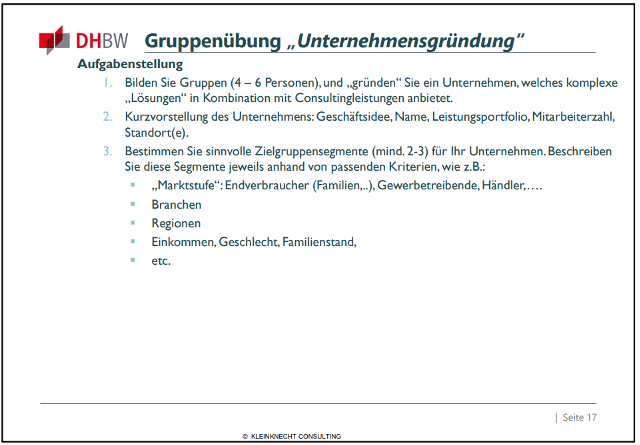 DHBW Gruppenübung „Unternehmensgründung“
Aufgabenstellung
1. Bilden Sie Gruppen (4 – 6 Personen), und „gründen“ Sie ein Unternehmen, welches komplexe
„Lösungen“ in Kombination mit Consultingleistungen anbietet.
2. Kurzvorstellung des Unternehmens: Geschäftsidee, Name, Leistungsportfolio, Mitarbeiterzahl,
Standort(e).
3. Bestimmen Sie sinnvolle Zielgruppensegmente (mind. 2-3) für Ihr Unternehmen. Beschreiben
Sie diese Segmente jeweils anhand von passenden Kriterien, wie z.B.:
▪ „Marktstufe“: Endverbraucher (Familien,..), Gewerbetreibende, Händler,….
▪ Branchen
▪ Regionen
▪ Einkommen, Geschlecht, Familienstand,
▪ etc.
| Seite 17
© KLEINKNECHT CONSULTING